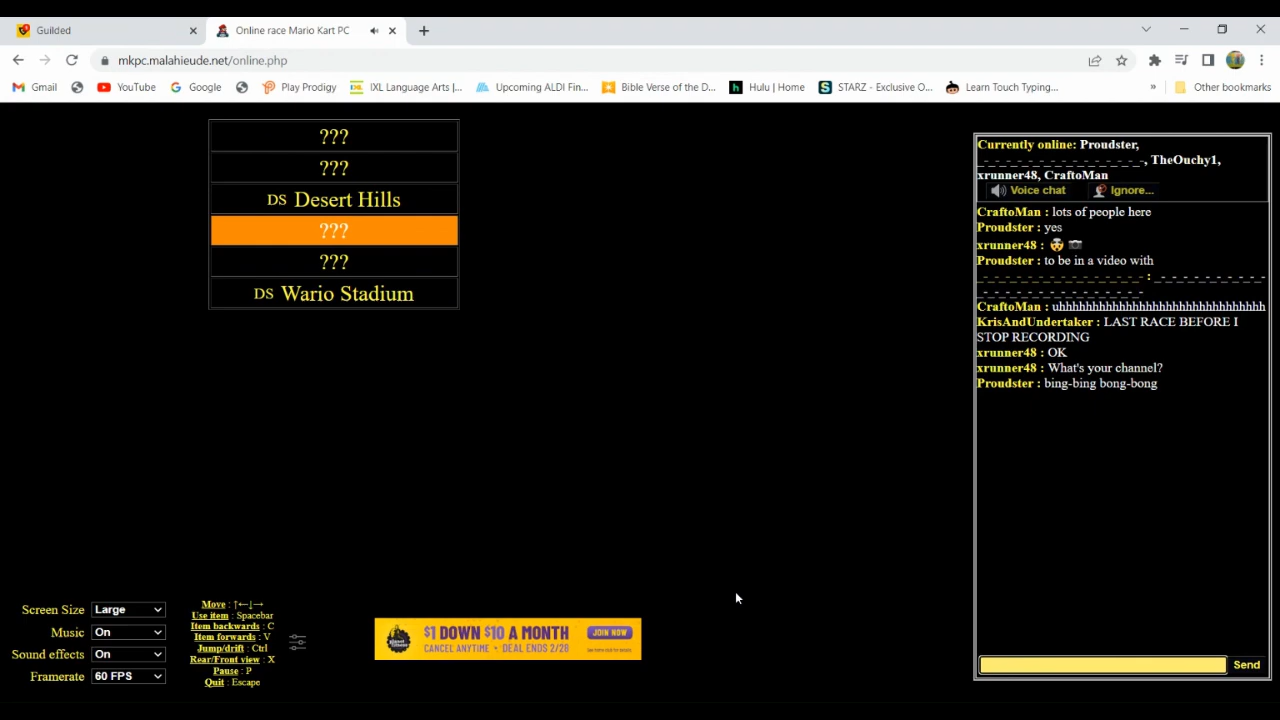 Guilded
Online race Mario Kart PC
mkpc.malahieude.net/online.php
Gmail
YouTube
Google
Play Prodigy
IXL Language Arts |...
Upcoming ALDI Fin...
Bible Verse of the D...
Hulu | Home
STARZ - Exclusive O...
Learn Touch Typing...
»
Other bookmarks
???
???
DS Desert Hills
???
???
DS Wario Stadium
Currently online: Proudster,
_-_-_-_-_-_-_-_-_-_-_-_-_-_-_-, TheOuchy1,
xrunner48, CraftoMan
Voice chat
Ignore...
CraftoMan : lots of people here
Proudster : yes
xrunner48 : 🤯 📷
Proudster : to be in a video with
CraftoMan : uhhhhhhhhhhhhhhhhhhhhhhhhhhhhhhh
KrisAndUndertaker : LAST RACE BEFORE I
STOP RECORDING
xrunner48 : OK
xrunner48 : What's your channel?
Proudster : bing-bing bong-bong
Send
Screen Size Large
Music On
Sound effects On
Framerate 60 FPS
Move : ↑←↓→
Use item : Spacebar
Item backwards : C
Item forwards : V
Jump/drift : Ctrl
Rear/Front view : X
Pause : P
Quit : Escape
$1 DOWN $10 A MONTH
CANCEL ANYTIME • DEAL ENDS 2/28
JOIN NOW